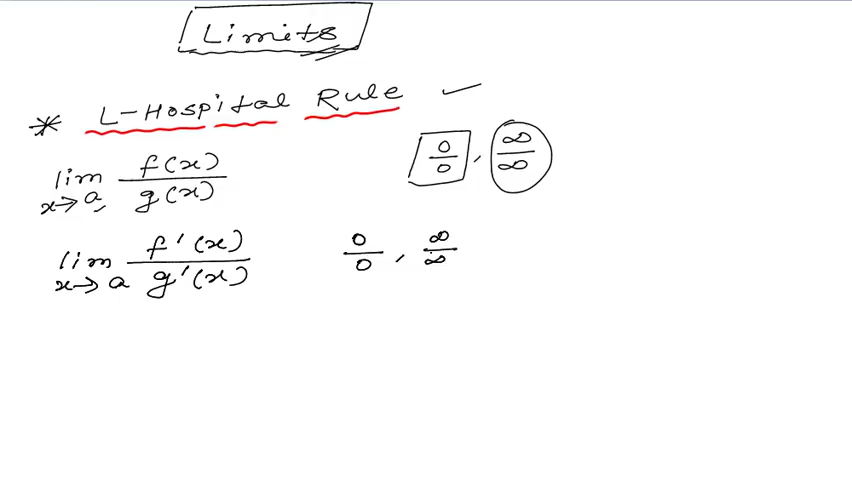 Limits
* L-Hospital Rule ✓
lim x→a f(x)/g(x) 0/0, ∞/∞
lim x→a f'(x)/g'(x) 0/0, ∞/∞